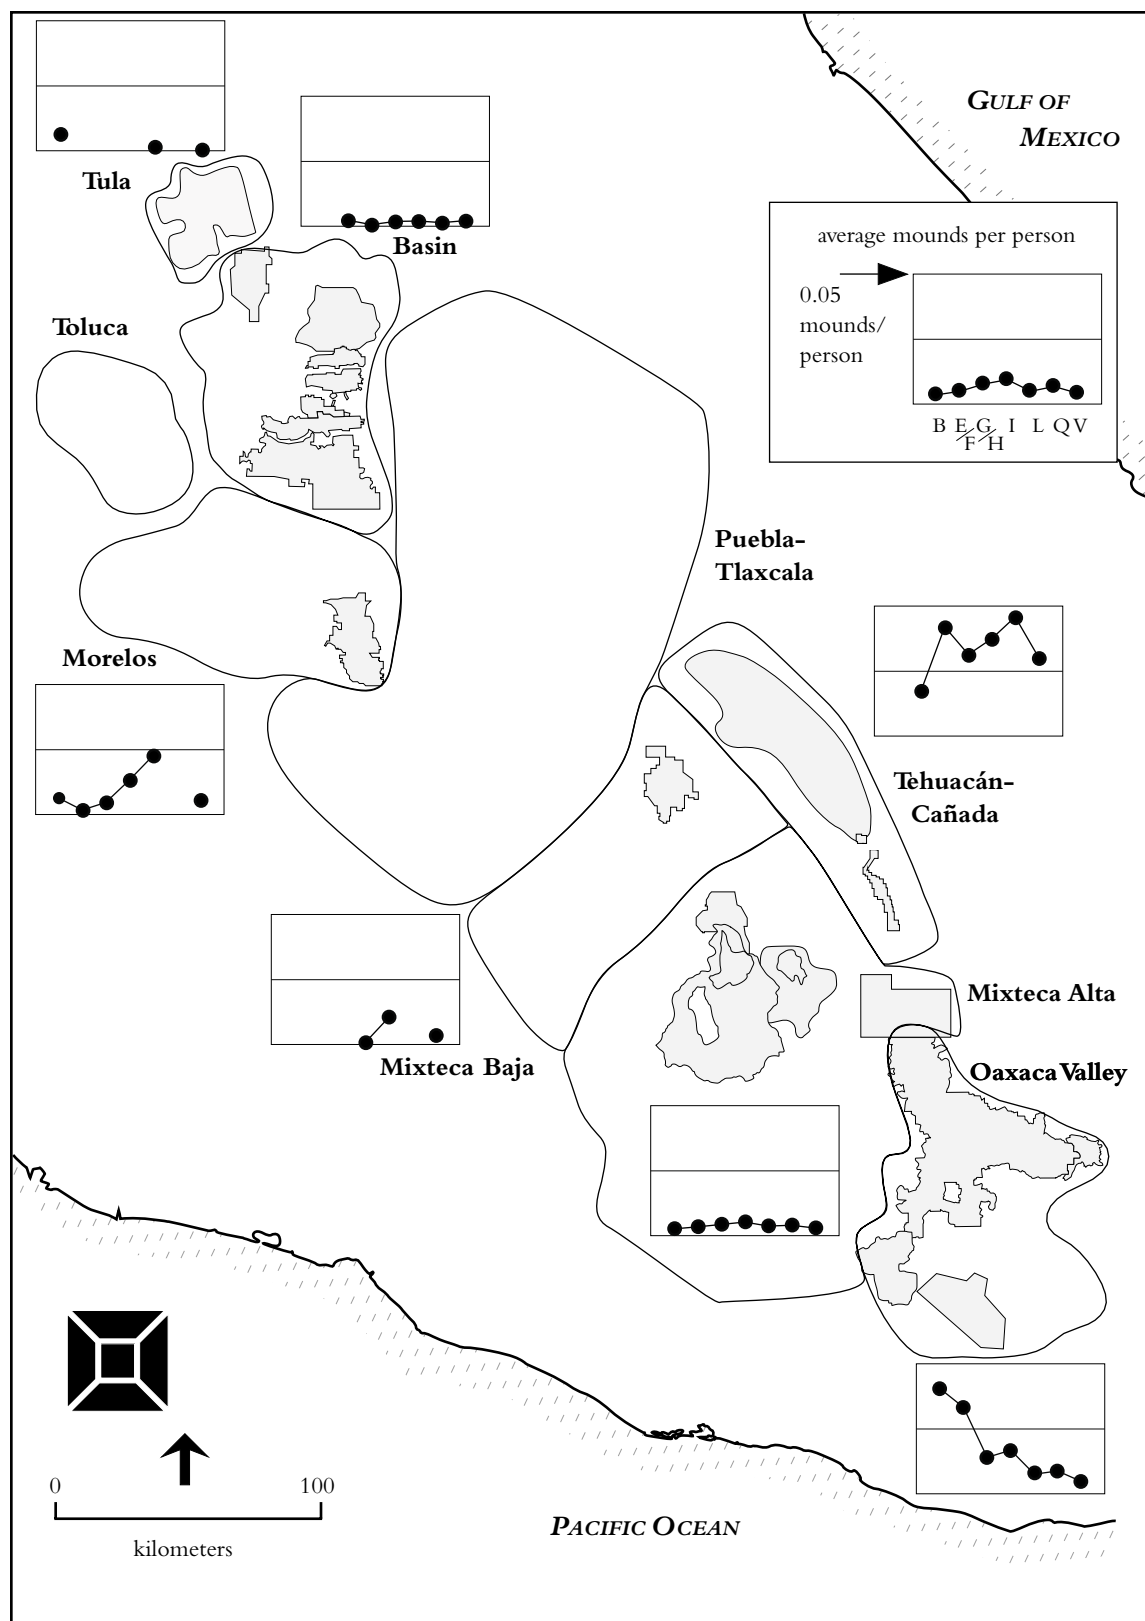 GULF OF
MEXICO
Tula
Basin
average mounds per person
0.05
mounds/
person
B E G I L Q V
F H
Toluca
Puebla-
Tlaxcala
Morelos
Tehuacán-
Cañada
Mixteca Alta
Mixteca Baja
Oaxaca Valley
0 100
kilometers
PACIFIC OCEAN